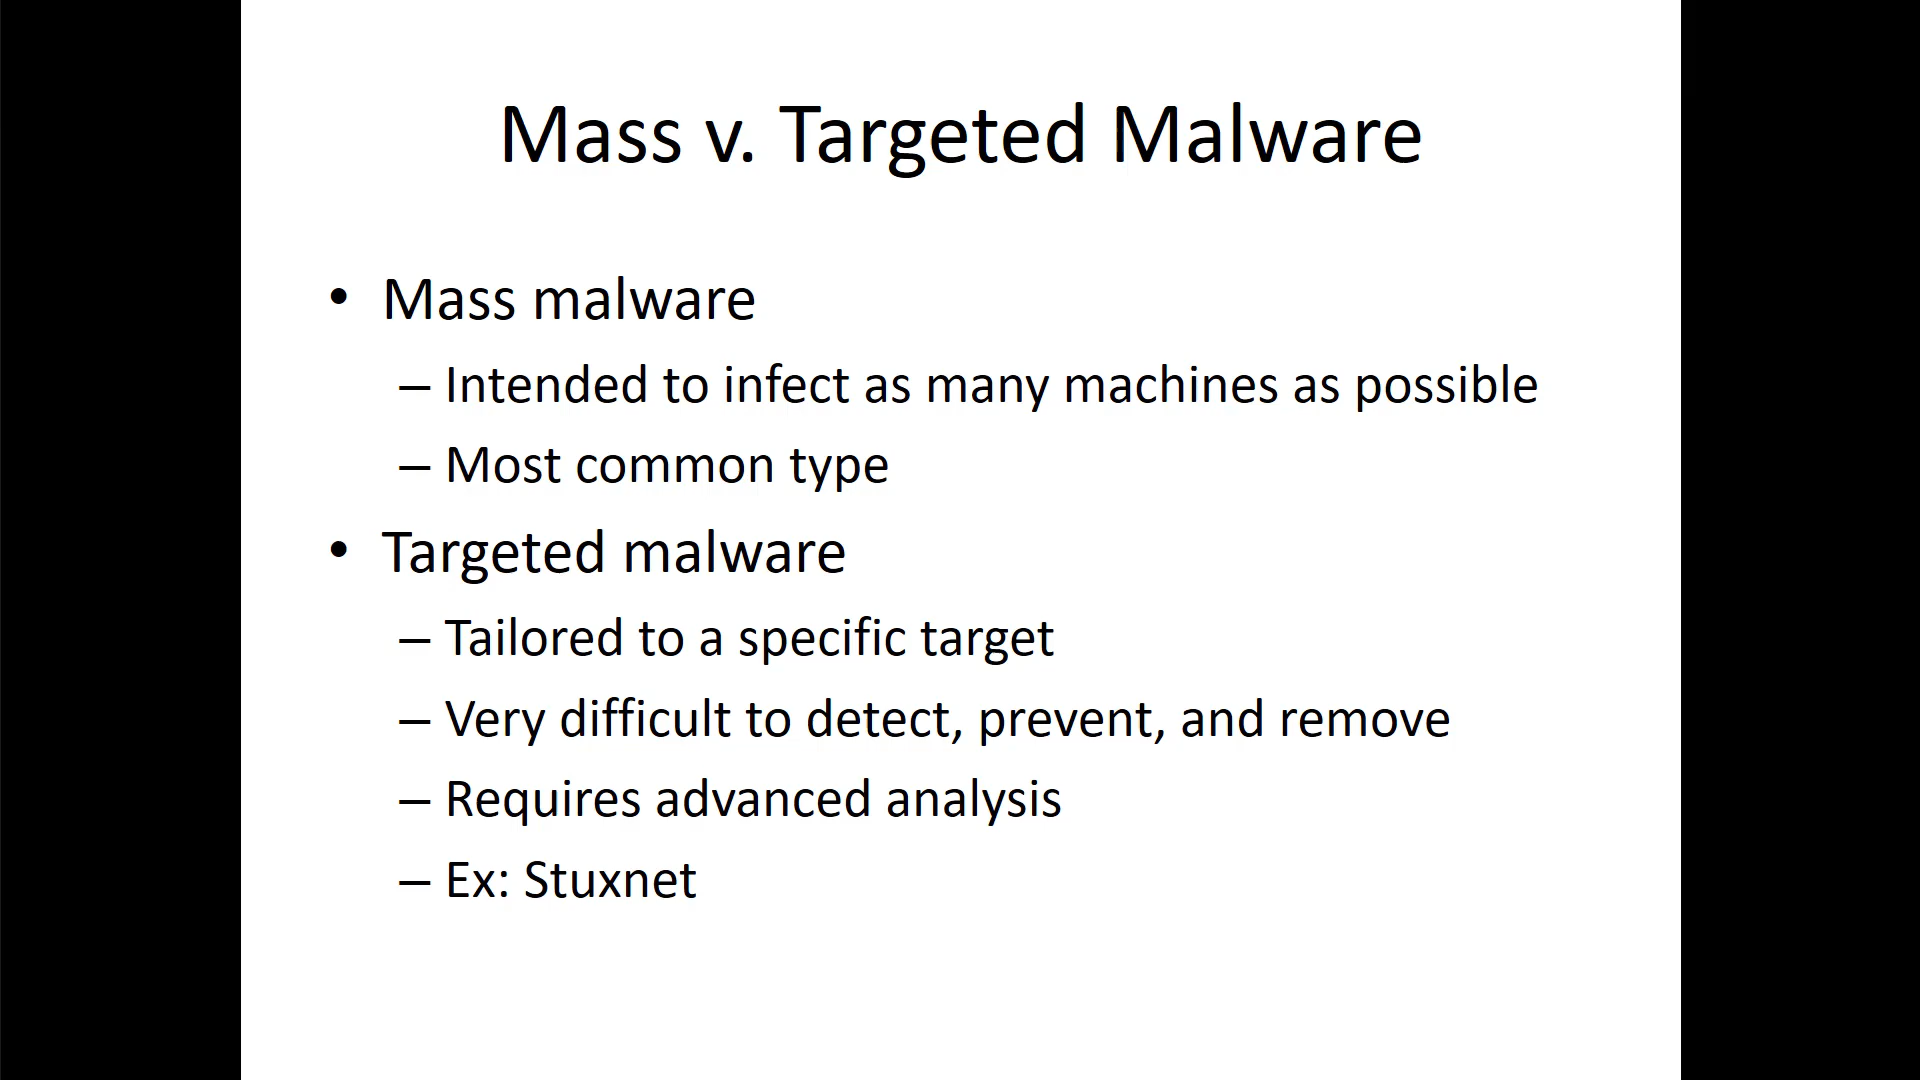 Mass v. Targeted Malware
• Mass malware
– Intended to infect as many machines as possible
– Most common type
• Targeted malware
– Tailored to a specific target
– Very difficult to detect, prevent, and remove
– Requires advanced analysis
– Ex: Stuxnet